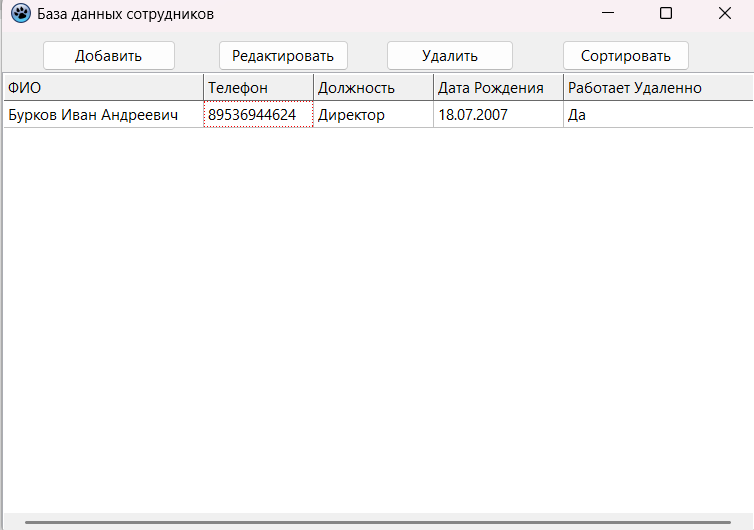 База данных сотрудников
Добавить Редактировать Удалить Сортировать
ФИО Телефон Должность Дата Рождения Работает Удаленно
Бурков Иван Андреевич 89536944624 Директор 18.07.2007 Да